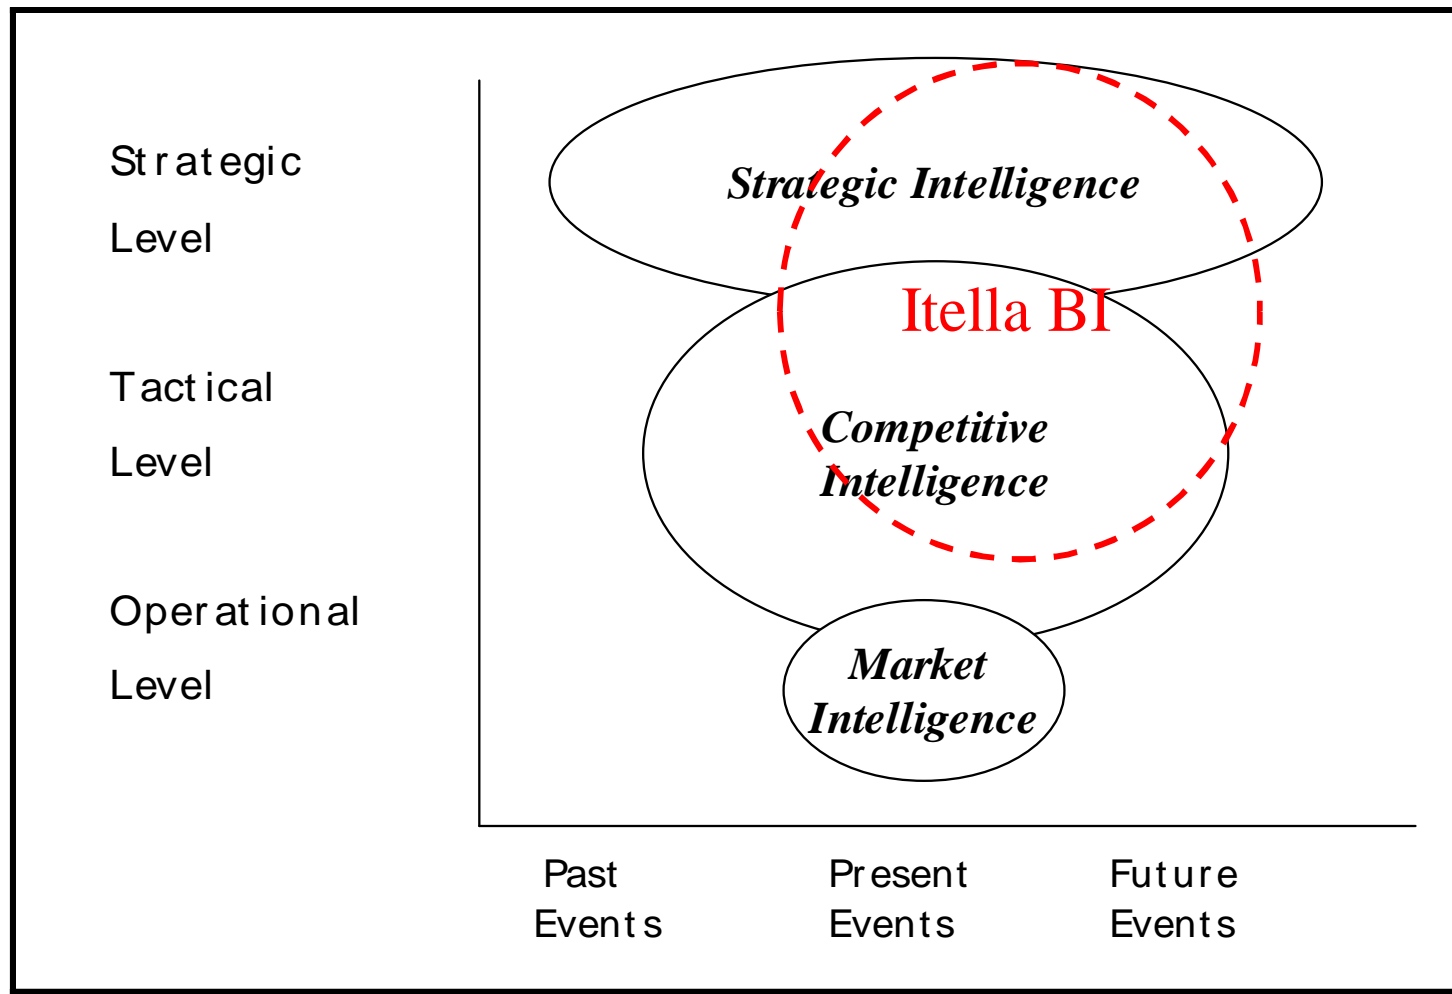 Strategic
Level
Strategic Intelligence
Itella BI
Tactical
Level
Competitive
Intelligence
Operational
Level
Market
Intelligence
Past
Events
Present
Events
Future
Events